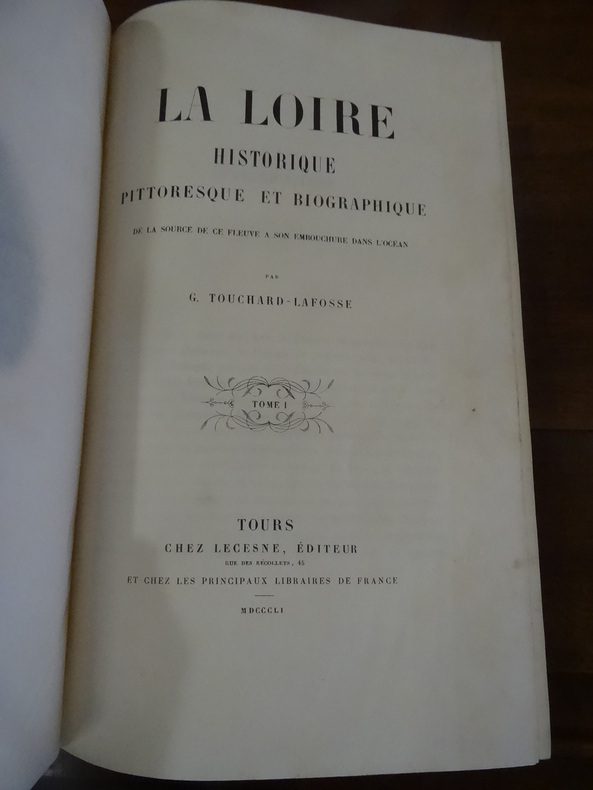 LA LOIRE
HISTORIQUE
PITTORESQUE ET BIOGRAPHIQUE
DE LA SOURCE DE CE FLEUVE A SON EMBOUCHURE DANS L'OCÉAN
PAR
G. TOUCHARD-LAFOSSE
TOME I
TOURS
CHEZ LECESNE, ÉDITEUR
RUE DES RÉCOLLETS, 45
ET CHEZ LES PRINCIPAUX LIBRAIRES DE FRANCE
MDCCCLI